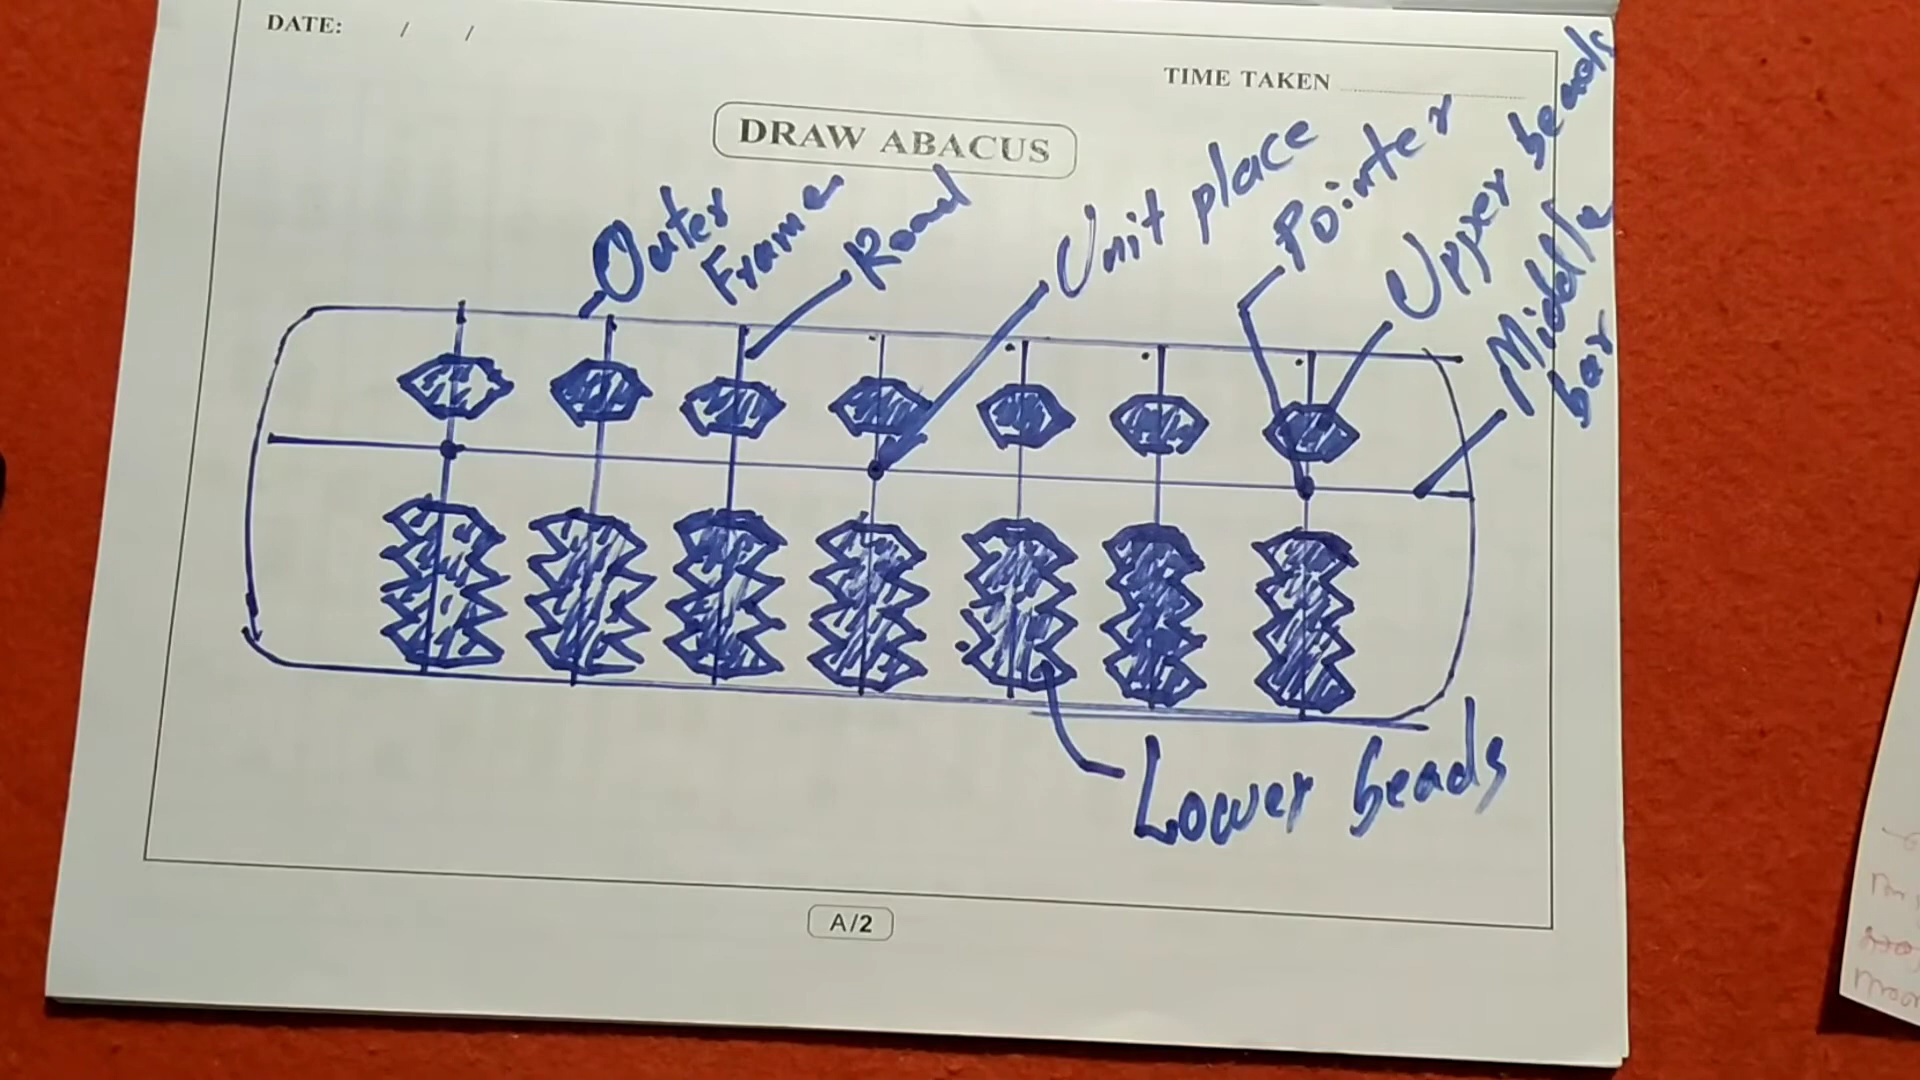 DATE: / /
TIME TAKEN
DRAW ABACUS
Outer
Frame
Road
Unit place
Pointer
Upper beads
Middle
bar
Lower beads
A/2